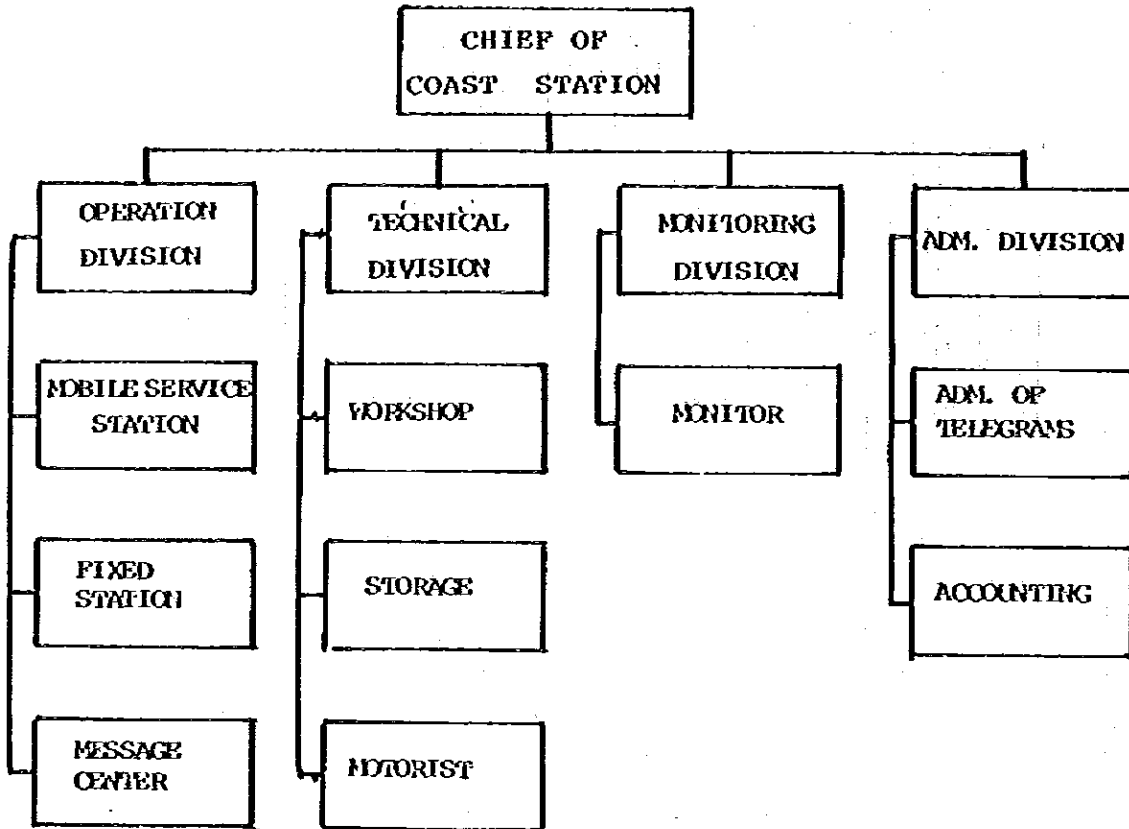 CHIEF OF
COAST STATION
OPERATION
DIVISION
TECHNICAL
DIVISION
MONITORING
DIVISION
ADM. DIVISION
MOBILE SERVICE
STATION
WORKSHOP
MONITOR
ADM. OF
TELEGRAMS
FIXED
STATION
STORAGE
ACCOUNTING
MESSAGE
CENTER
MOTORIST